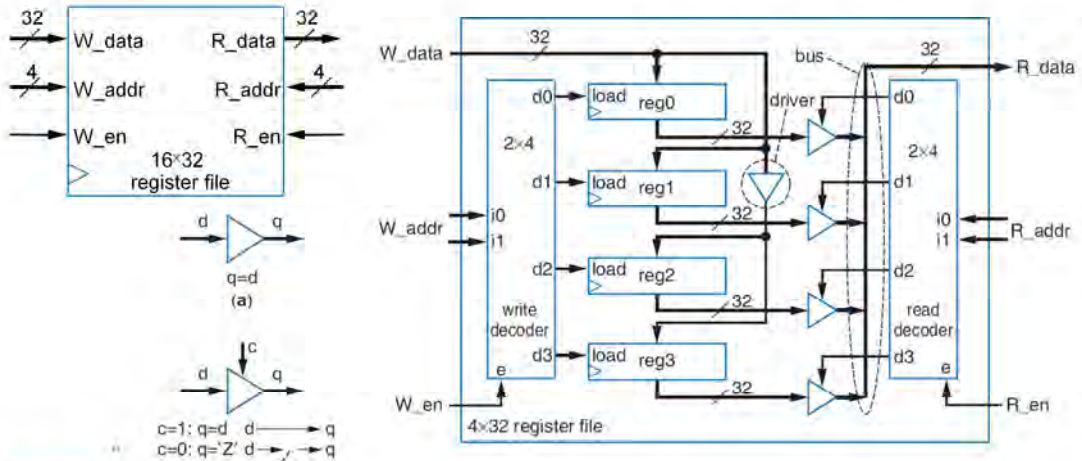 32
32
W_data
R_data
4
4
W_addr
R_addr
W_en
R_en
16×32
register file
d
q
q=d
(a)
c
d
q
c=1: q=d d q
c=0: q='Z' d q
W_data
32
bus
32
R_data
d0
load
reg0
driver
d0
32
2×4
2×4
d1
load
reg1
d1
32
i0
i0
W_addr
R_addr
i1
i1
d2
load
reg2
d2
32
write
decoder
read
decoder
d3
load
reg3
d3
e
32
e
W_en
R_en
4×32 register file